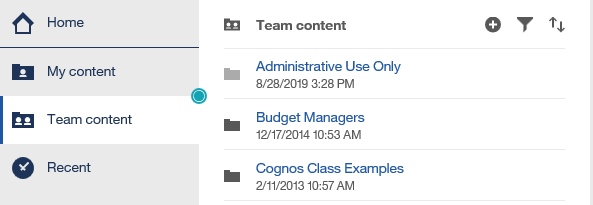 Home
My content
Team content
Recent
Team content
Administrative Use Only
8/28/2019 3:28 PM
Budget Managers
12/17/2014 10:53 AM
Cognos Class Examples
2/11/2013 10:57 AM